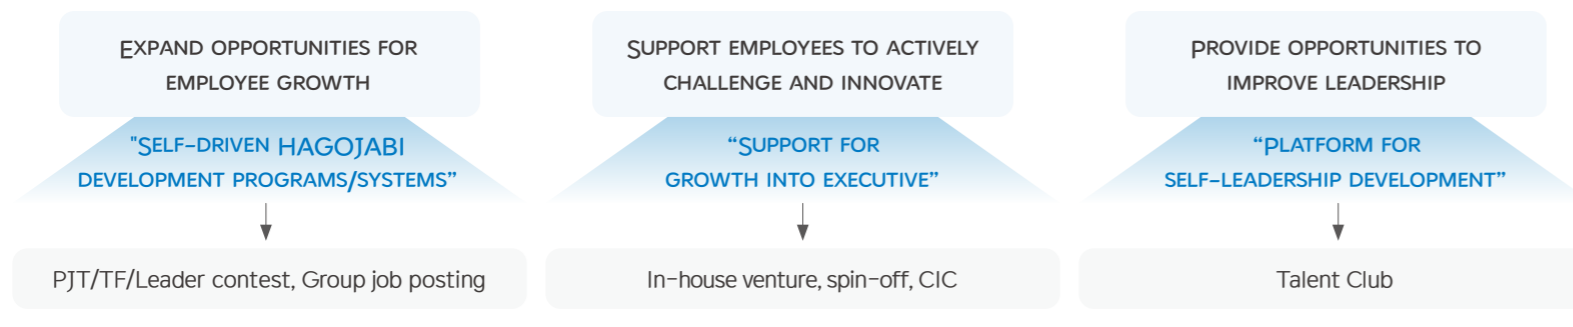 Expand opportunities for
employee growth
"Self-driven HAGOJABI
development programs/systems”
PJT/TF/Leader contest, Group job posting
Support employees to actively
challenge and innovate
“Support for
growth into executive”
In-house venture, spin-off, CIC
Provide opportunities to
improve leadership
“Platform for
self-leadership development”
Talent Club